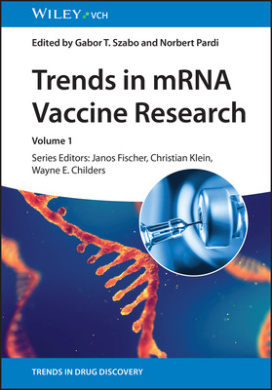 WILEY-VCH
Edited by Gabor T. Szabo and Norbert Pardi
Trends in mRNA
Vaccine Research
Volume 1
Series Editors: Janos Fischer, Christian Klein,
Wayne E. Childers
TRENDS IN DRUG DISCOVERY